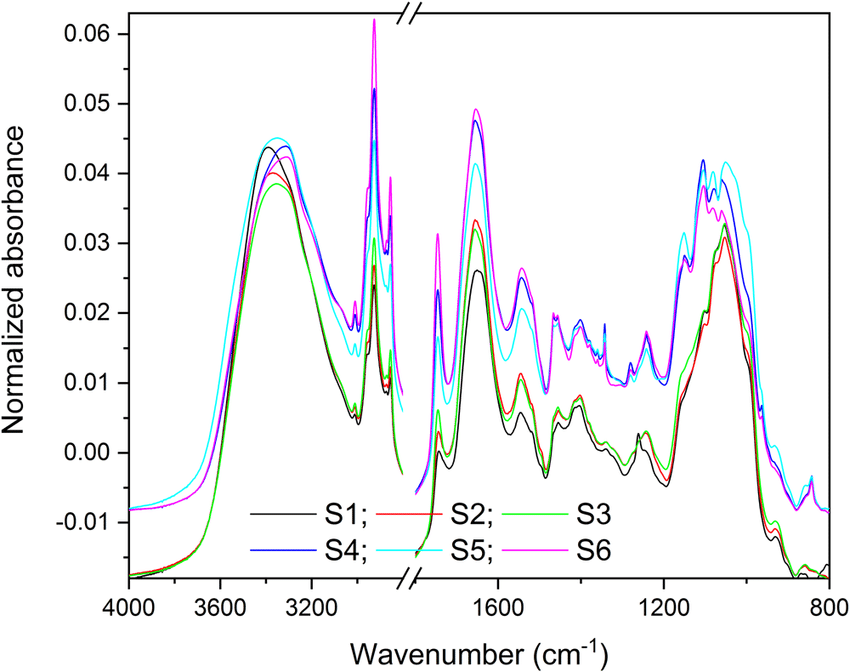 Normalized absorbance
0.06
0.05
0.04
0.03
0.02
0.01
0.00
-0.01
S1; S2; S3
S4; S5; S6
4000 3600 3200 1600 1200 800
Wavenumber (cm-1)